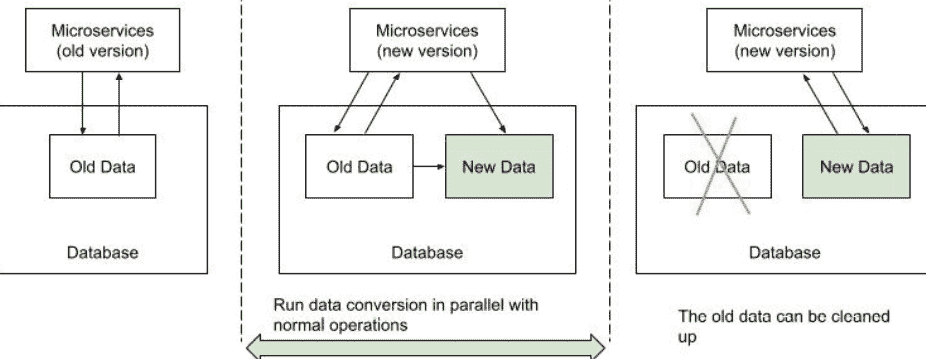 Microservices
(old version)
Old Data
Database
Microservices
(new version)
Old Data
New Data
Database
Run data conversion in parallel with
normal operations
Microservices
(new version)
Old Data
New Data
Database
The old data can be cleaned
up